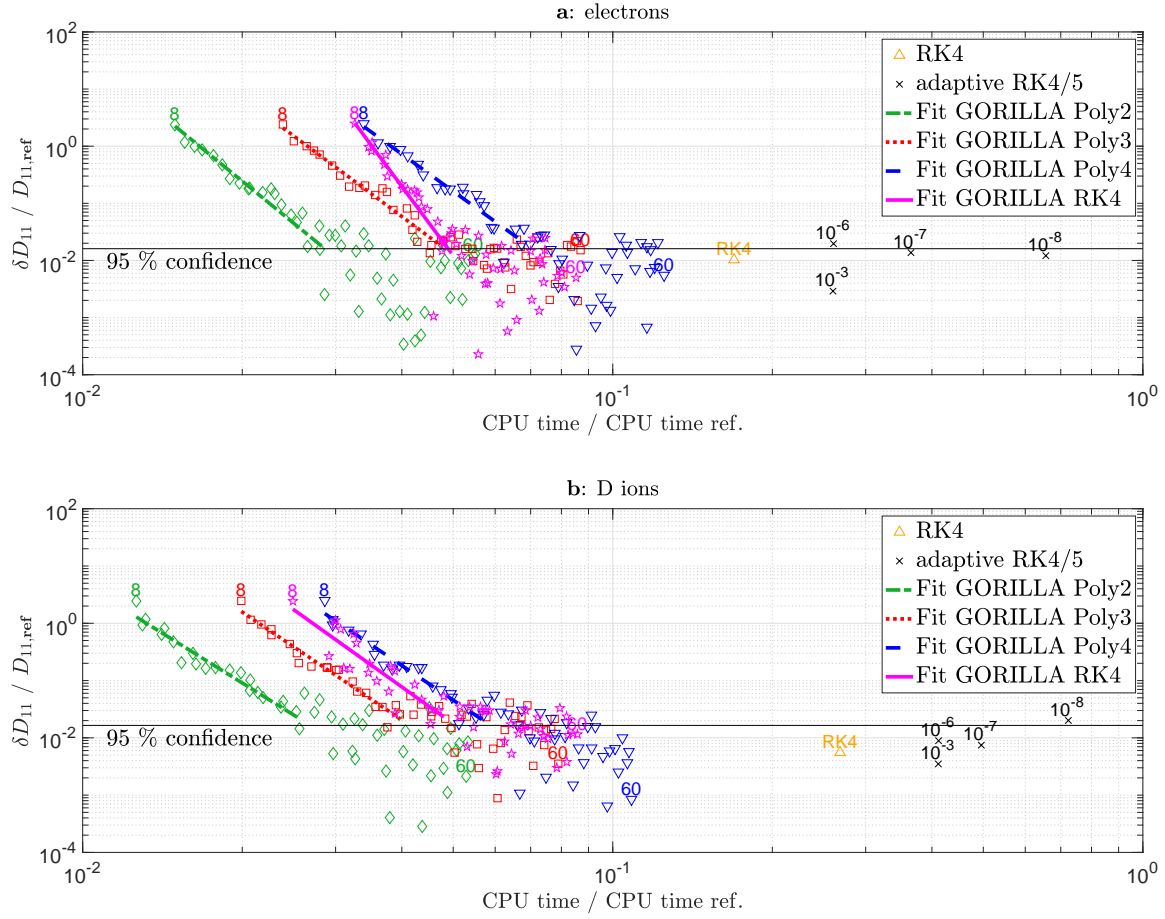 a: electrons
10^2
10^0
10^-2
10^-4
δD_11 / D_11,ref
8
8
8
8
95 % confidence
60
60
60
60
RK4
10^-6
10^-7
10^-8
10^-3
RK4
adaptive RK4/5
Fit GORILLA Poly2
Fit GORILLA Poly3
Fit GORILLA Poly4
Fit GORILLA RK4
10^-2
10^-1
10^0
CPU time / CPU time ref.
b: D ions
10^2
10^0
10^-2
10^-4
δD_11 / D_11,ref
8
8
8
8
95 % confidence
60
60
60
60
RK4
10^-6
10^-7
10^-8
10^-3
RK4
adaptive RK4/5
Fit GORILLA Poly2
Fit GORILLA Poly3
Fit GORILLA Poly4
Fit GORILLA RK4
10^-2
10^-1
10^0
CPU time / CPU time ref.